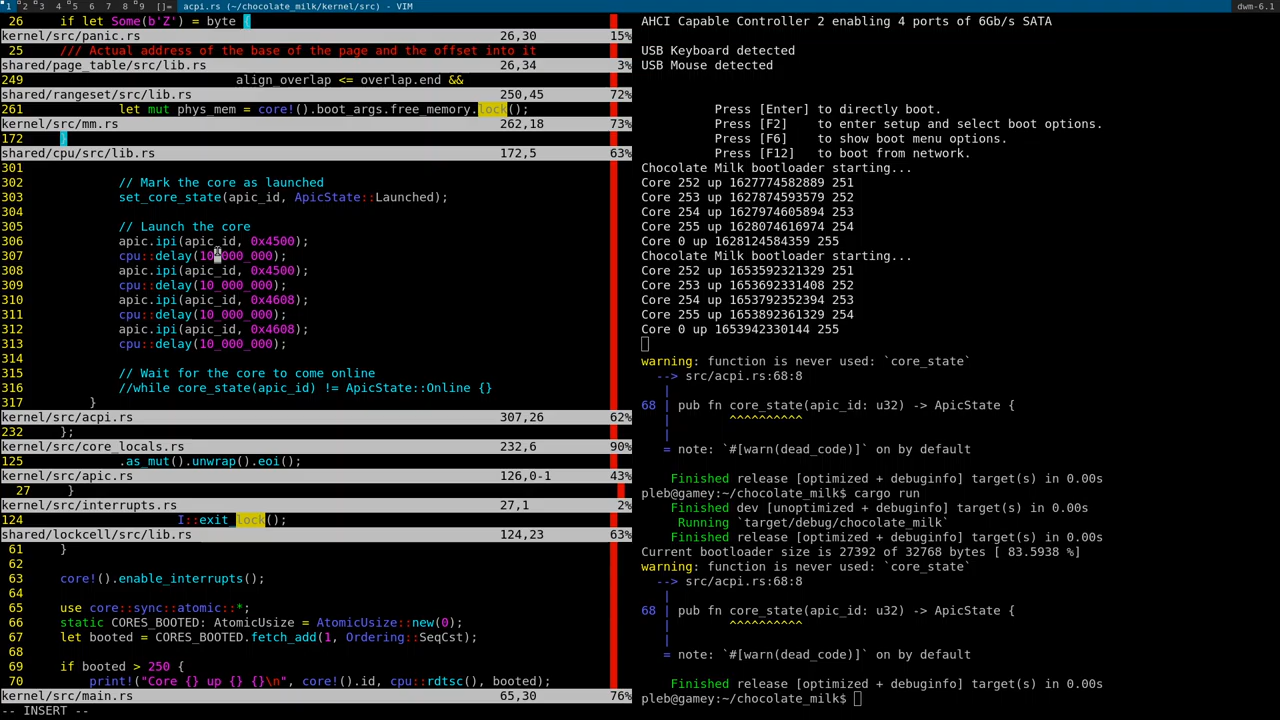 1 2 3 4 5 6 7 8 9 []= acpi.rs (~/chocolate_milk/kernel/src) - VIM dwm-6.1
26 if let Some(b'Z') = byte {
kernel/src/panic.rs 26,30 15%
25 /// Actual address of the base of the page and the offset into it
shared/page_table/src/lib.rs 26,34 3%
249 align_overlap <= overlap.end &&
shared/rangeset/src/lib.rs 250,45 72%
261 let mut phys_mem = core!().boot_args.free_memory.lock();
kernel/src/mm.rs 262,18 73%
172 }
shared/cpu/src/lib.rs 172,5 63%
301
302 // Mark the core as launched
303 set_core_state(apic_id, ApicState::Launched);
304
305 // Launch the core
306 apic.ipi(apic_id, 0x4500);
307 cpu::delay(10_000_000);
308 apic.ipi(apic_id, 0x4500);
309 cpu::delay(10_000_000);
310 apic.ipi(apic_id, 0x4608);
311 cpu::delay(10_000_000);
312 apic.ipi(apic_id, 0x4608);
313 cpu::delay(10_000_000);
314
315 // Wait for the core to come online
316 //while core_state(apic_id) != ApicState::Online {}
317 }
kernel/src/acpi.rs 307,26 62%
232 };
kernel/src/core_locals.rs 232,6 90%
125 .as_mut().unwrap().eoi();
kernel/src/apic.rs 126,0-1 43%
27 }
kernel/src/interrupts.rs 27,1 2%
124 I::exit_lock();
shared/lockcell/src/lib.rs 124,23 63%
61 }
62
63 core!().enable_interrupts();
64
65 use core::sync::atomic::*;
66 static CORES_BOOTED: AtomicUsize = AtomicUsize::new(0);
67 let booted = CORES_BOOTED.fetch_add(1, Ordering::SeqCst);
68
69 if booted > 250 {
70 print!("Core {} up {} {}\n", core!().id, cpu::rdtsc(), booted);
kernel/src/main.rs 65,30 76%
-- INSERT --
AHCI Capable Controller 2 enabling 4 ports of 6Gb/s SATA
USB Keyboard detected
USB Mouse detected
Press [Enter] to directly boot.
Press [F2] to enter setup and select boot options.
Press [F6] to show boot menu options.
Press [F12] to boot from network.
Chocolate Milk bootloader starting...
Core 252 up 1627774582889 251
Core 253 up 1627874593579 252
Core 254 up 1627974605894 253
Core 255 up 1628074616974 254
Core 0 up 1628124584359 255
Chocolate Milk bootloader starting...
Core 252 up 1653592321329 251
Core 253 up 1653692331408 252
Core 254 up 1653792352394 253
Core 255 up 1653892361329 254
Core 0 up 1653942330144 255
warning: function is never used: `core_state`
--> src/acpi.rs:68:8
|
68 | pub fn core_state(apic_id: u32) -> ApicState {
| ^^^^^^^^^^
|
= note: `#[warn(dead_code)]` on by default
Finished release [optimized + debuginfo] target(s) in 0.00s
pleb@gamey:~/chocolate_milk$ cargo run
Finished dev [unoptimized + debuginfo] target(s) in 0.00s
Running `target/debug/chocolate_milk`
Finished release [optimized + debuginfo] target(s) in 0.00s
Current bootloader size is 27392 of 32768 bytes [ 83.5938 %]
warning: function is never used: `core_state`
--> src/acpi.rs:68:8
|
68 | pub fn core_state(apic_id: u32) -> ApicState {
| ^^^^^^^^^^
|
= note: `#[warn(dead_code)]` on by default
Finished release [optimized + debuginfo] target(s) in 0.00s
pleb@gamey:~/chocolate_milk$